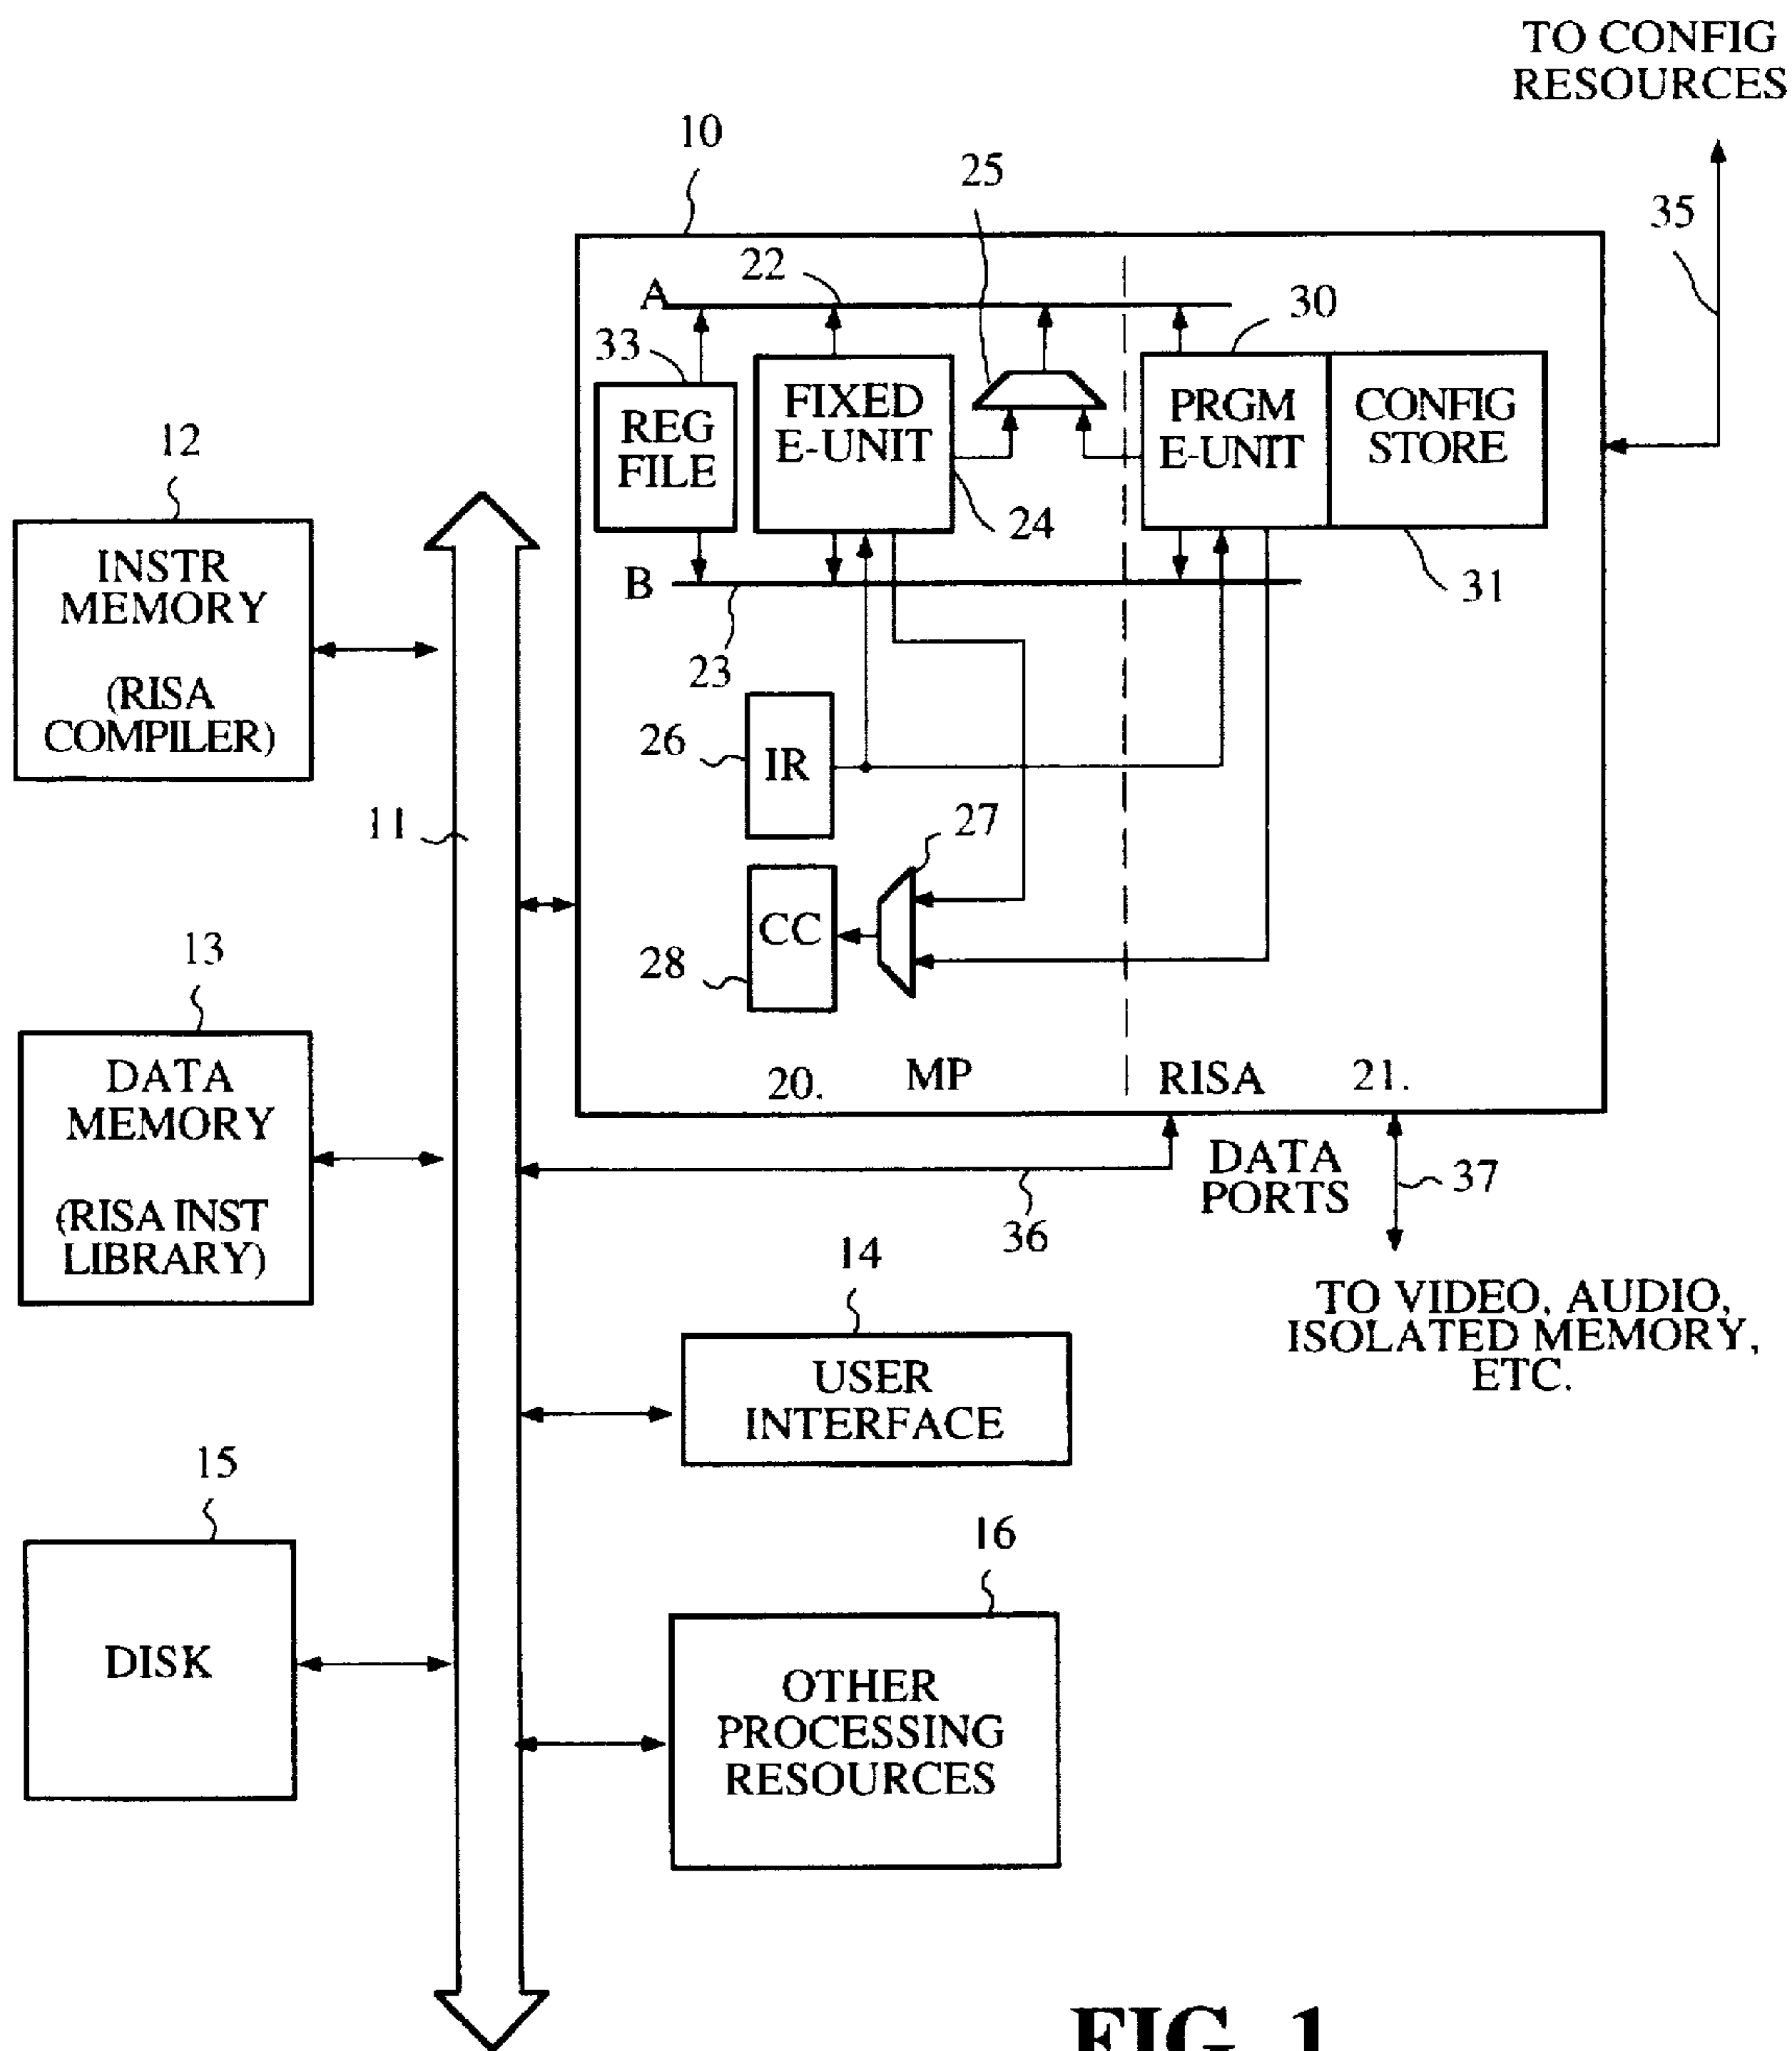 TO CONFIG
RESOURCES
10
25
35
22
A
30
33
REG
FILE
FIXED
E-UNIT
PRGM
E-UNIT
CONFIG
STORE
12
24
31
INSTR
MEMORY
(RISA
COMPILER)
B
23
26
IR
11
27
CC
28
13
DATA
MEMORY
(RISA INST
LIBRARY)
20.
MP
RISA
21.
DATA
PORTS
37
36
14
TO VIDEO, AUDIO,
ISOLATED MEMORY,
ETC.
USER
INTERFACE
15
16
DISK
OTHER
PROCESSING
RESOURCES
FIG. 1